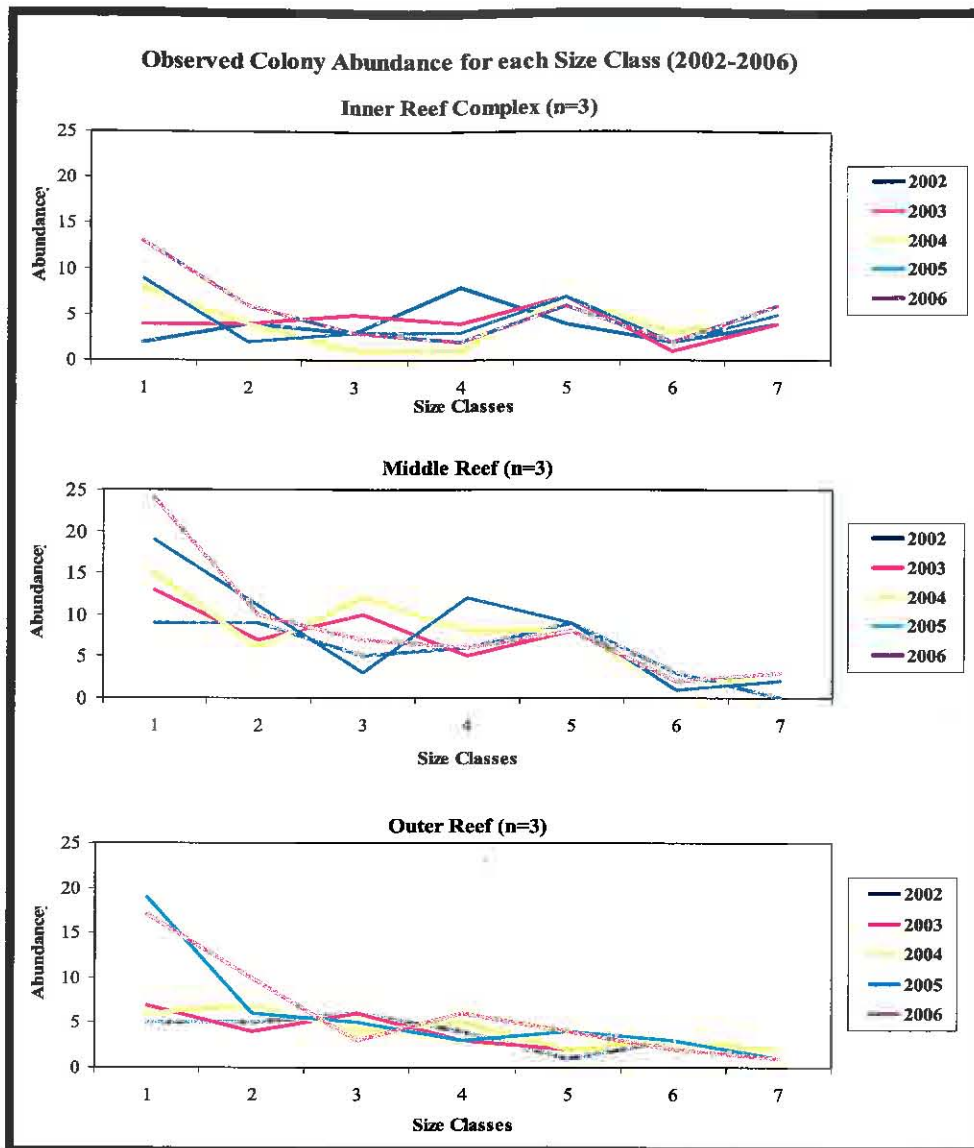 Observed Colony Abundance for each Size Class (2002-2006)
Inner Reef Complex (n=3)
25
20
15
10
5
0
Abundance
1 2 3 4 5 6 7
Size Classes
2002
2003
2004
2005
2006
Middle Reef (n=3)
25
20
15
10
5
0
Abundance
1 2 3 4 5 6 7
Size Classes
2002
2003
2004
2005
2006
Outer Reef (n=3)
25
20
15
10
5
0
Abundance
1 2 3 4 5 6 7
Size Classes
2002
2003
2004
2005
2006